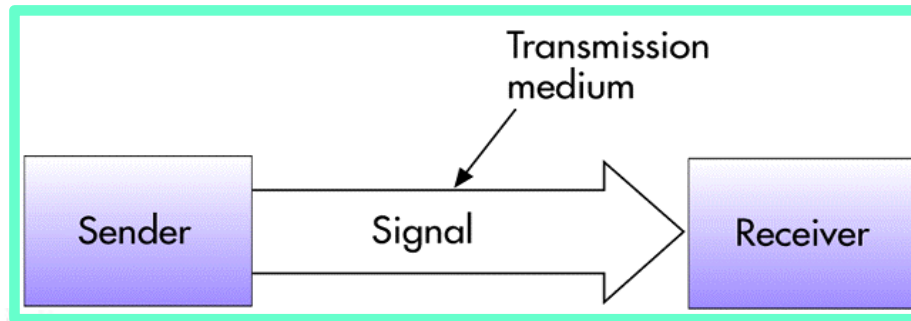 Transmission
medium
Sender
Signal
Receiver